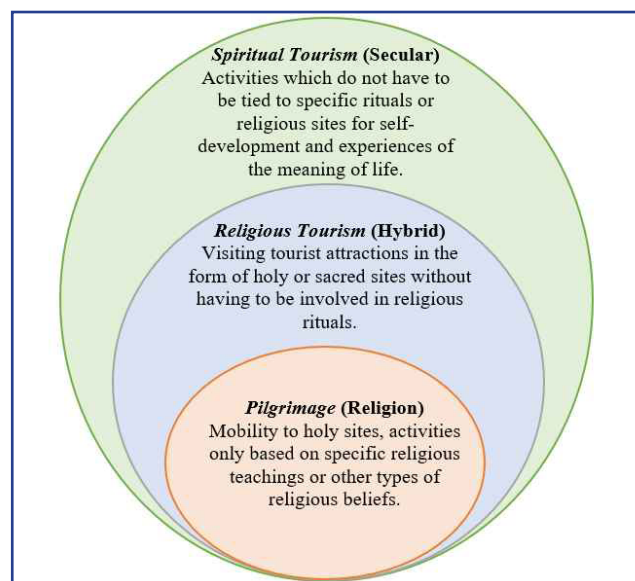 Spiritual Tourism (Secular)
Activities which do not have to
be tied to specific rituals or
religious sites for self-
development and experiences of
the meaning of life.
Religious Tourism (Hybrid)
Visiting tourist attractions in the
form of holy or sacred sites without
having to be involved in religious
rituals.
Pilgrimage (Religion)
Mobility to holy sites, activities
only based on specific religious
teachings or other types of
religious beliefs.